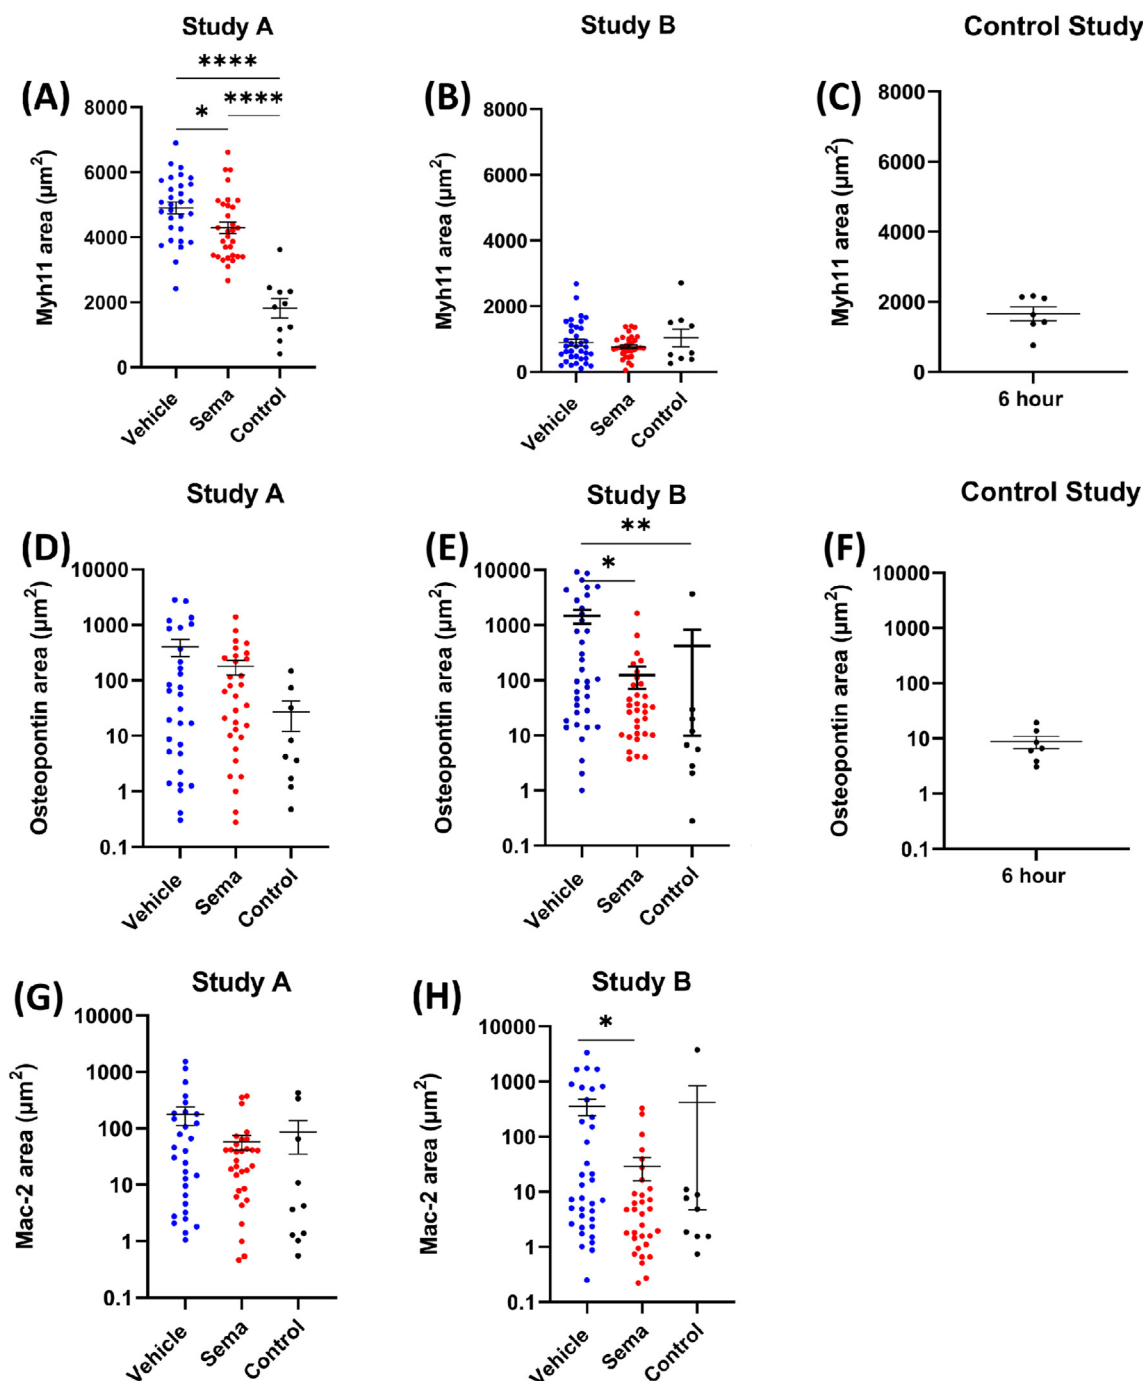 Study A
Study B
Control Study
(A)
(B)
(C)
****
****
*
Myh11 area (µm²)
8000
6000
4000
2000
0
Vehicle
Sema
Control
Myh11 area (µm²)
8000
6000
4000
2000
0
Vehicle
Sema
Control
Myh11 area (µm²)
8000
6000
4000
2000
0
6 hour
Study A
Study B
Control Study
(D)
(E)
(F)
Osteopontin area (µm²)
10000
1000
100
10
1
0.1
Vehicle
Sema
Control
**
*
Osteopontin area (µm²)
10000
1000
100
10
1
0.1
Vehicle
Sema
Control
Osteopontin area (µm²)
10000
1000
100
10
1
0.1
6 hour
Study A
Study B
(G)
(H)
Mac-2 area (µm²)
10000
1000
100
10
1
0.1
Vehicle
Sema
Control
*
Mac-2 area (µm²)
10000
1000
100
10
1
0.1
Vehicle
Sema
Control